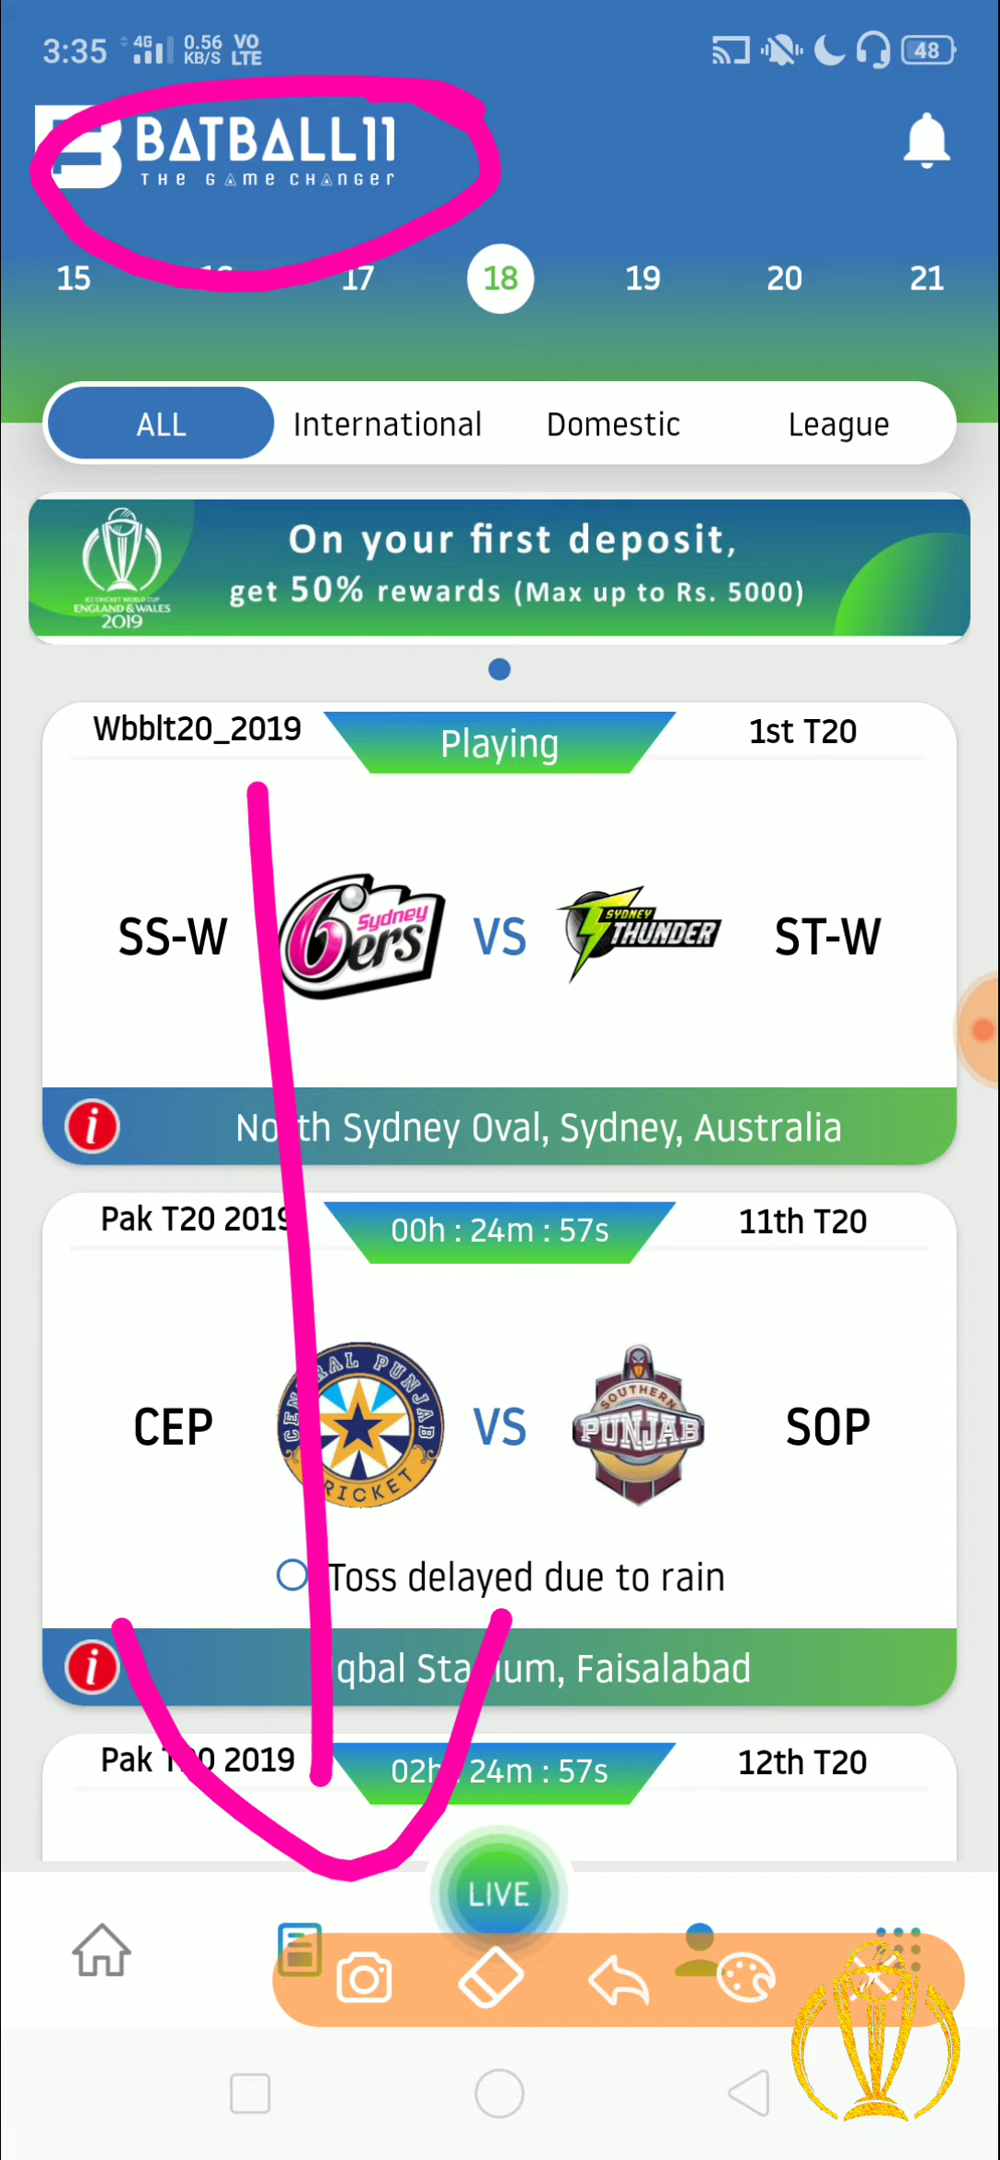 3:35 4G 0.56 KB/S VO LTE 48
BATBALL11
THE GAME CHANGER
15 17 18 19 20 21
ALL International Domestic League
On your first deposit,
get 50% rewards (Max up to Rs. 5000)
ICC CRICKET WORLD CUP
ENGLAND & WALES
2019
Wbblt20_2019 Playing 1st T20
SS-W Sydney 6ers VS SYDNEY THUNDER ST-W
i North Sydney Oval, Sydney, Australia
Pak T20 2019 00h : 24m : 57s 11th T20
CEP CENTRAL PUNJAB CRICKET VS SOUTHERN PUNJAB SOP
Toss delayed due to rain
i Iqbal Stadium, Faisalabad
Pak T20 2019 02h : 24m : 57s 12th T20
LIVE